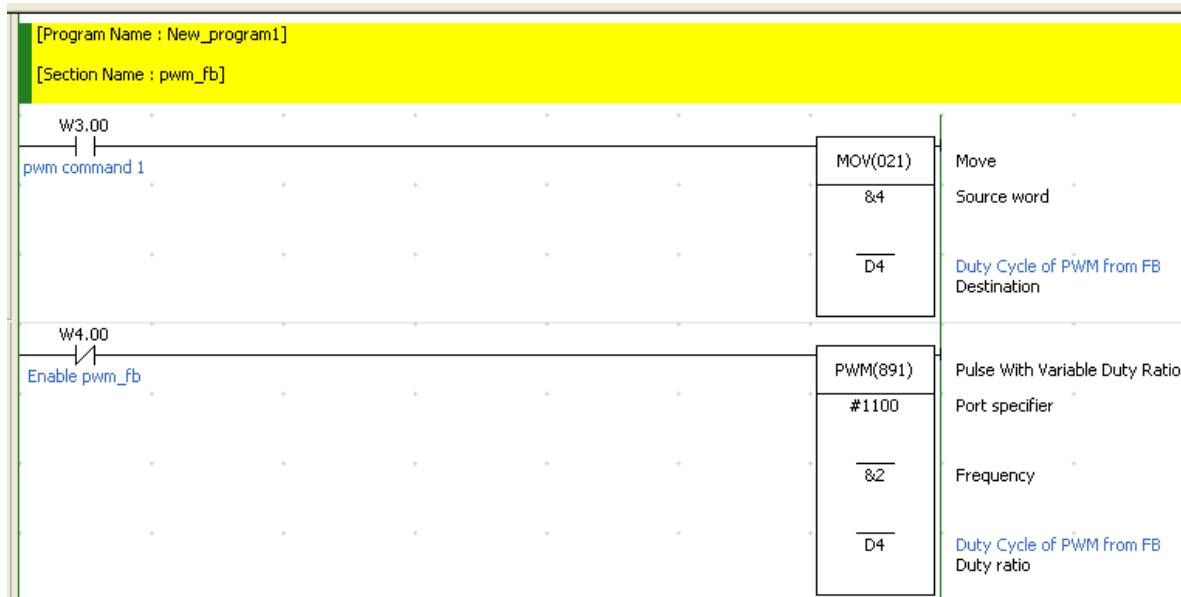 [Program Name : New_program1]
[Section Name : pwm_fb]
W3.00
pwm command 1
MOV(021)
Move
&4
Source word
D4
Duty Cycle of PWM from FB
Destination
W4.00
Enable pwm_fb
PWM(891)
Pulse With Variable Duty Ratio
#1100
Port specifier
&2
Frequency
D4
Duty Cycle of PWM from FB
Duty ratio